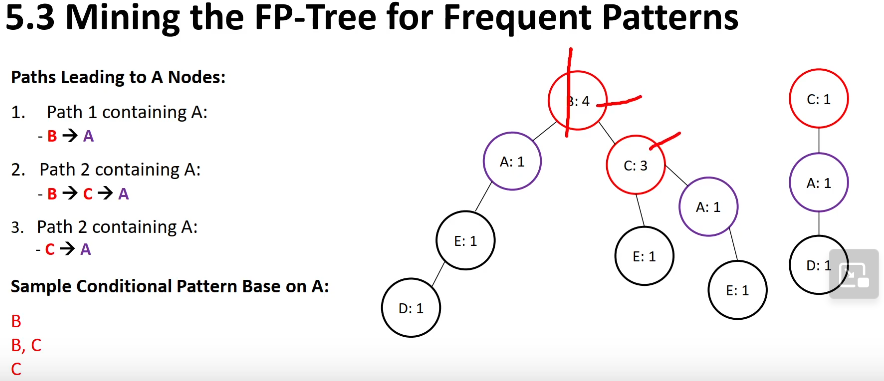 5.3 Mining the FP-Tree for Frequent Patterns
Paths Leading to A Nodes:
1. Path 1 containing A:
- B → A
2. Path 2 containing A:
- B → C → A
3. Path 2 containing A:
- C → A
Sample Conditional Pattern Base on A:
B
B, C
C
B: 4
A: 1
C: 3
E: 1
A: 1
E: 1
D: 1
E: 1
C: 1
A: 1
D: 1